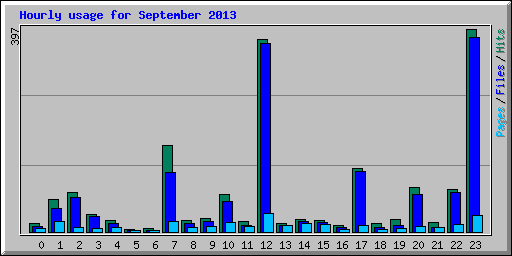 Hourly usage for September 2013
397
Pages / Files / Hits
0 1 2 3 4 5 6 7 8 9 10 11 12 13 14 15 16 17 18 19 20 21 22 23